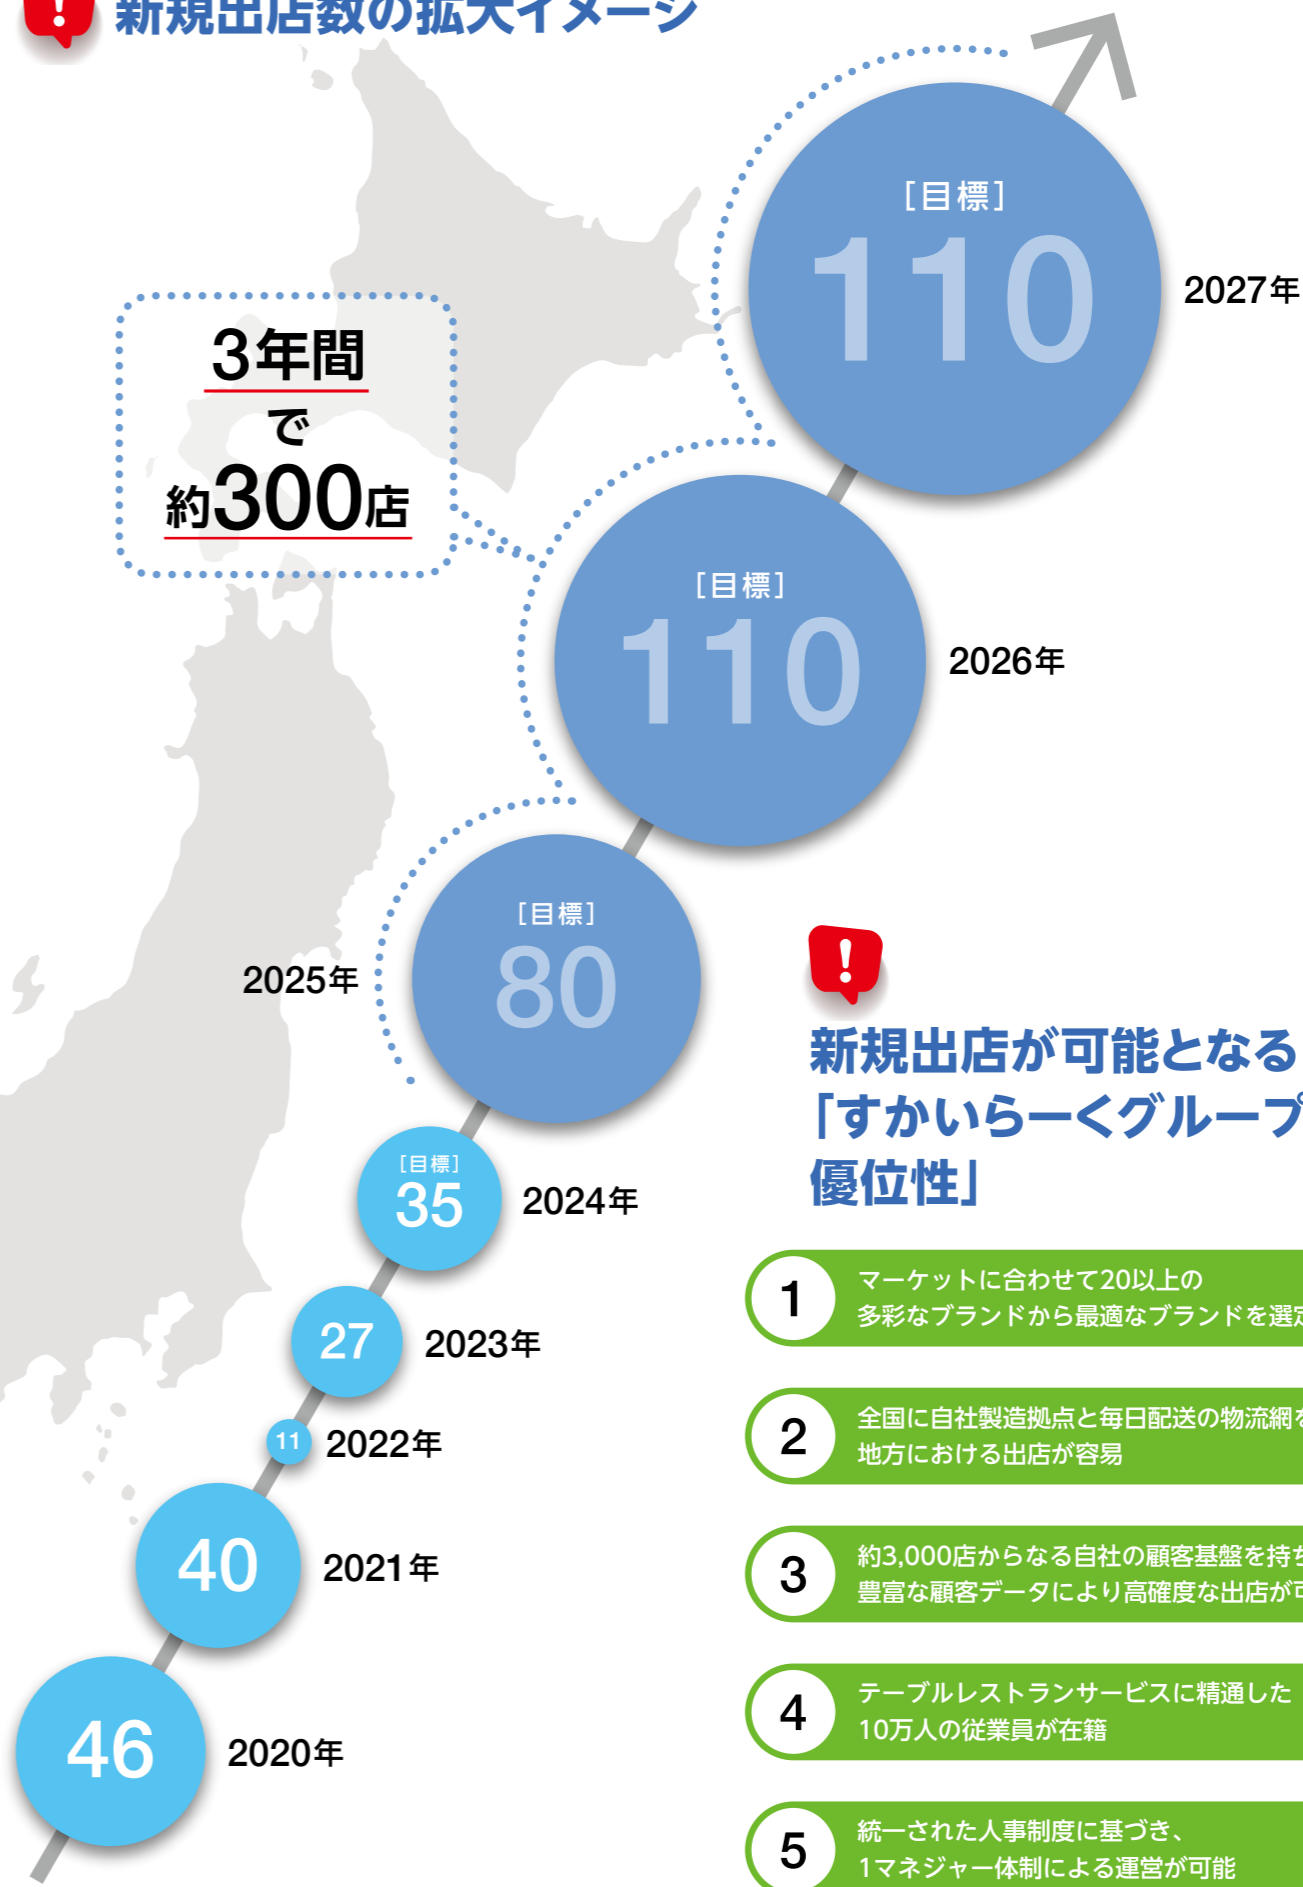 新規出店数の拡大イメージ
[目標]
110
2027年
3年間
で
約300店
[目標]
110
2026年
[目標]
80
2025年
[目標]
35
2024年
27
2023年
11
2022年
40
2021年
46
2020年
新規出店が可能となる
「すかいらーくグループ
優位性」
1
マーケットに合わせて20以上の
多彩なブランドから最適なブランドを選
2
全国に自社製造拠点と毎日配送の物流網
地方における出店が容易
3
約3,000店からなる自社の顧客基盤を持
豊富な顧客データにより高確度な出店が
4
テーブルレストランサービスに精通した
10万人の従業員が在籍
5
統一された人事制度に基づき、
1マネジャー体制による運営が可能